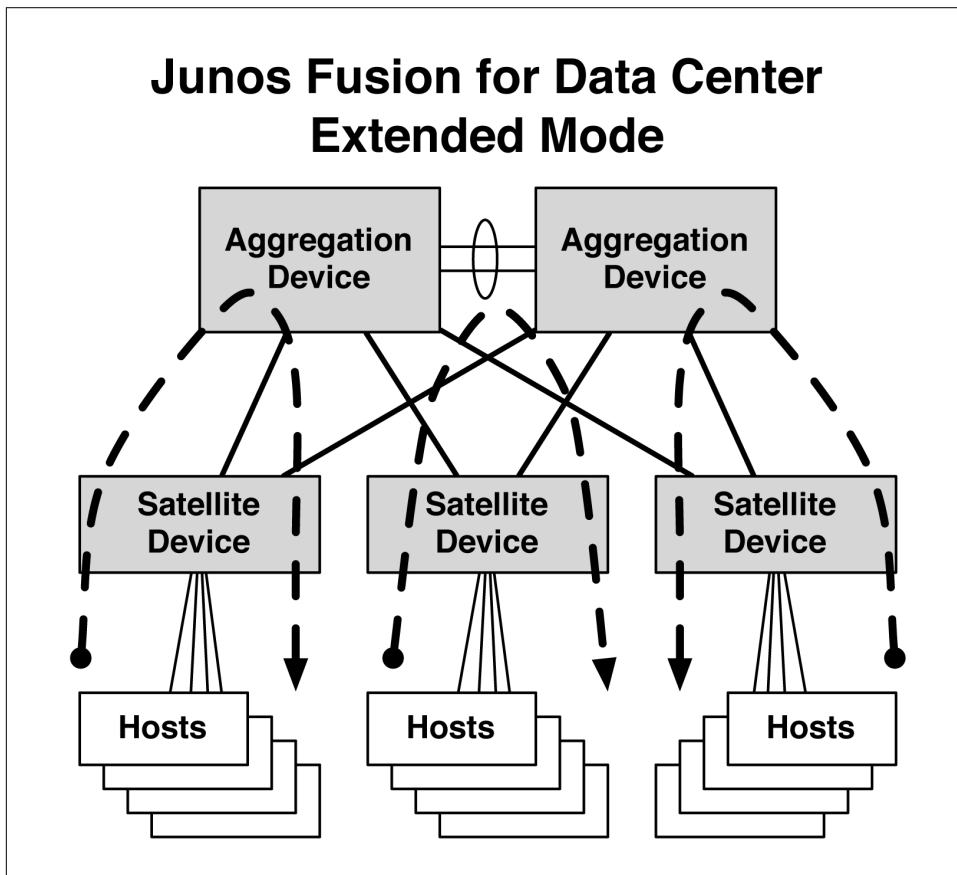 Junos Fusion for Data Center
Extended Mode
Aggregation
Device
Aggregation
Device
Satellite
Device
Satellite
Device
Satellite
Device
Hosts
Hosts
Hosts